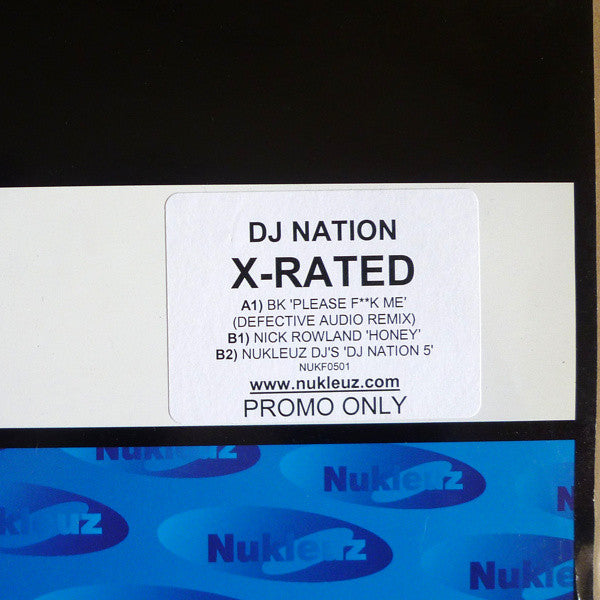 DJ NATION
X-RATED
A1) BK 'PLEASE F**K ME'
(DEFECTIVE AUDIO REMIX)
B1) NICK ROWLAND 'HONEY'
B2) NUKLEUZ DJ'S 'DJ NATION 5'
NUKF0501
www.nukleuz.com
PROMO ONLY
Nukleuz
Nukleuz
Nukleuz
Nukleuz
Nukleuz